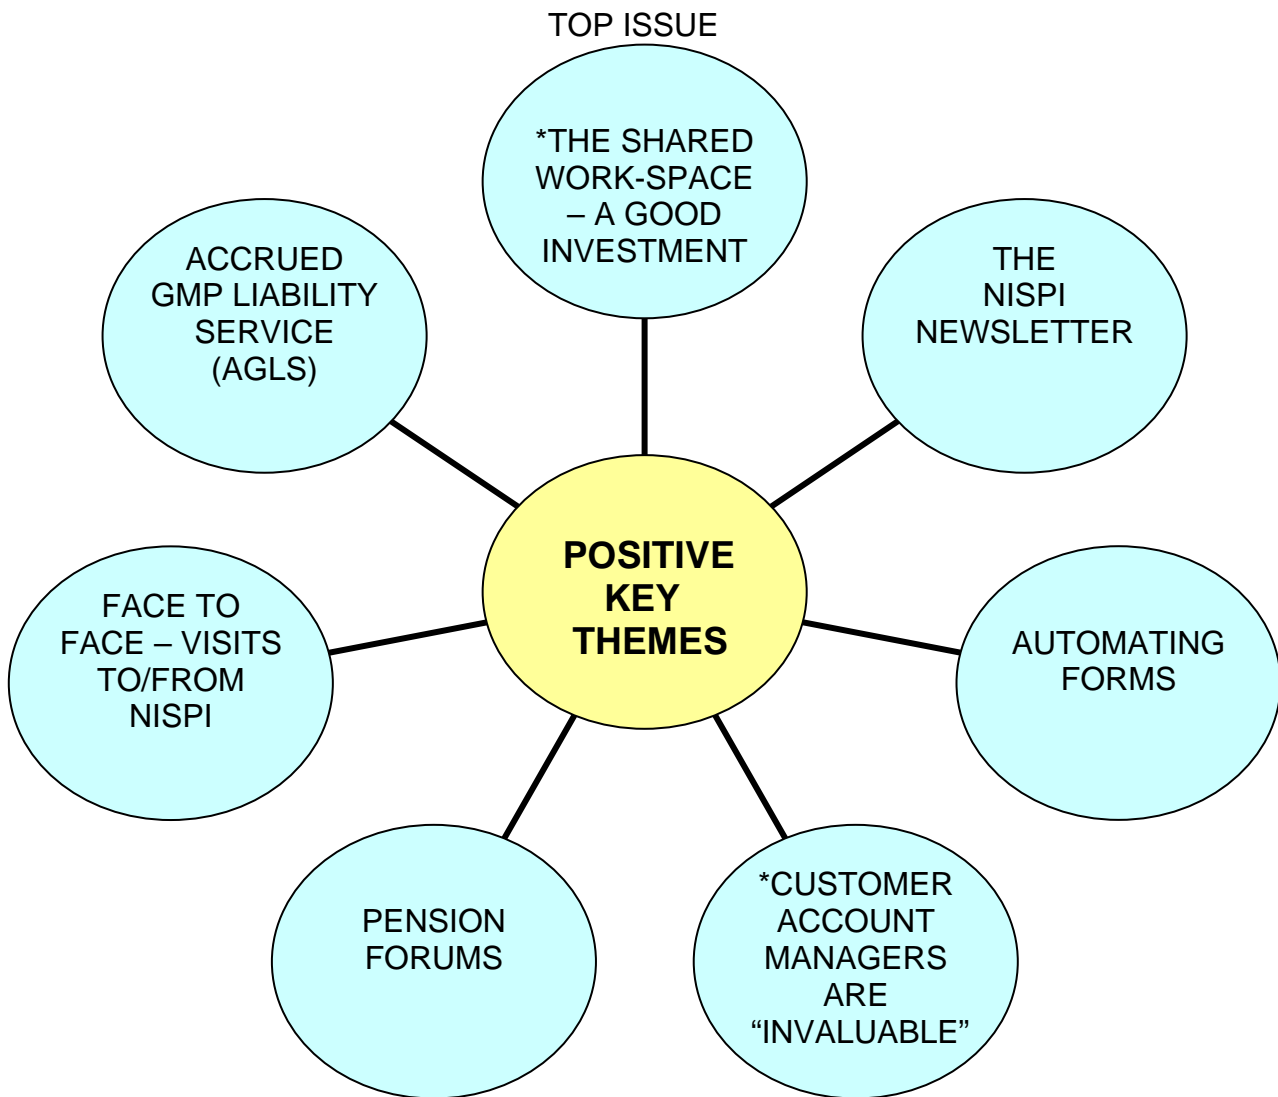 TOP ISSUE
*THE SHARED
WORK-SPACE
– A GOOD
INVESTMENT
THE
NISPI
NEWSLETTER
AUTOMATING
FORMS
*CUSTOMER
ACCOUNT
MANAGERS
ARE
“INVALUABLE”
PENSION
FORUMS
FACE TO
FACE – VISITS
TO/FROM
NISPI
ACCRUED
GMP LIABILITY
SERVICE
(AGLS)
POSITIVE
KEY
THEMES